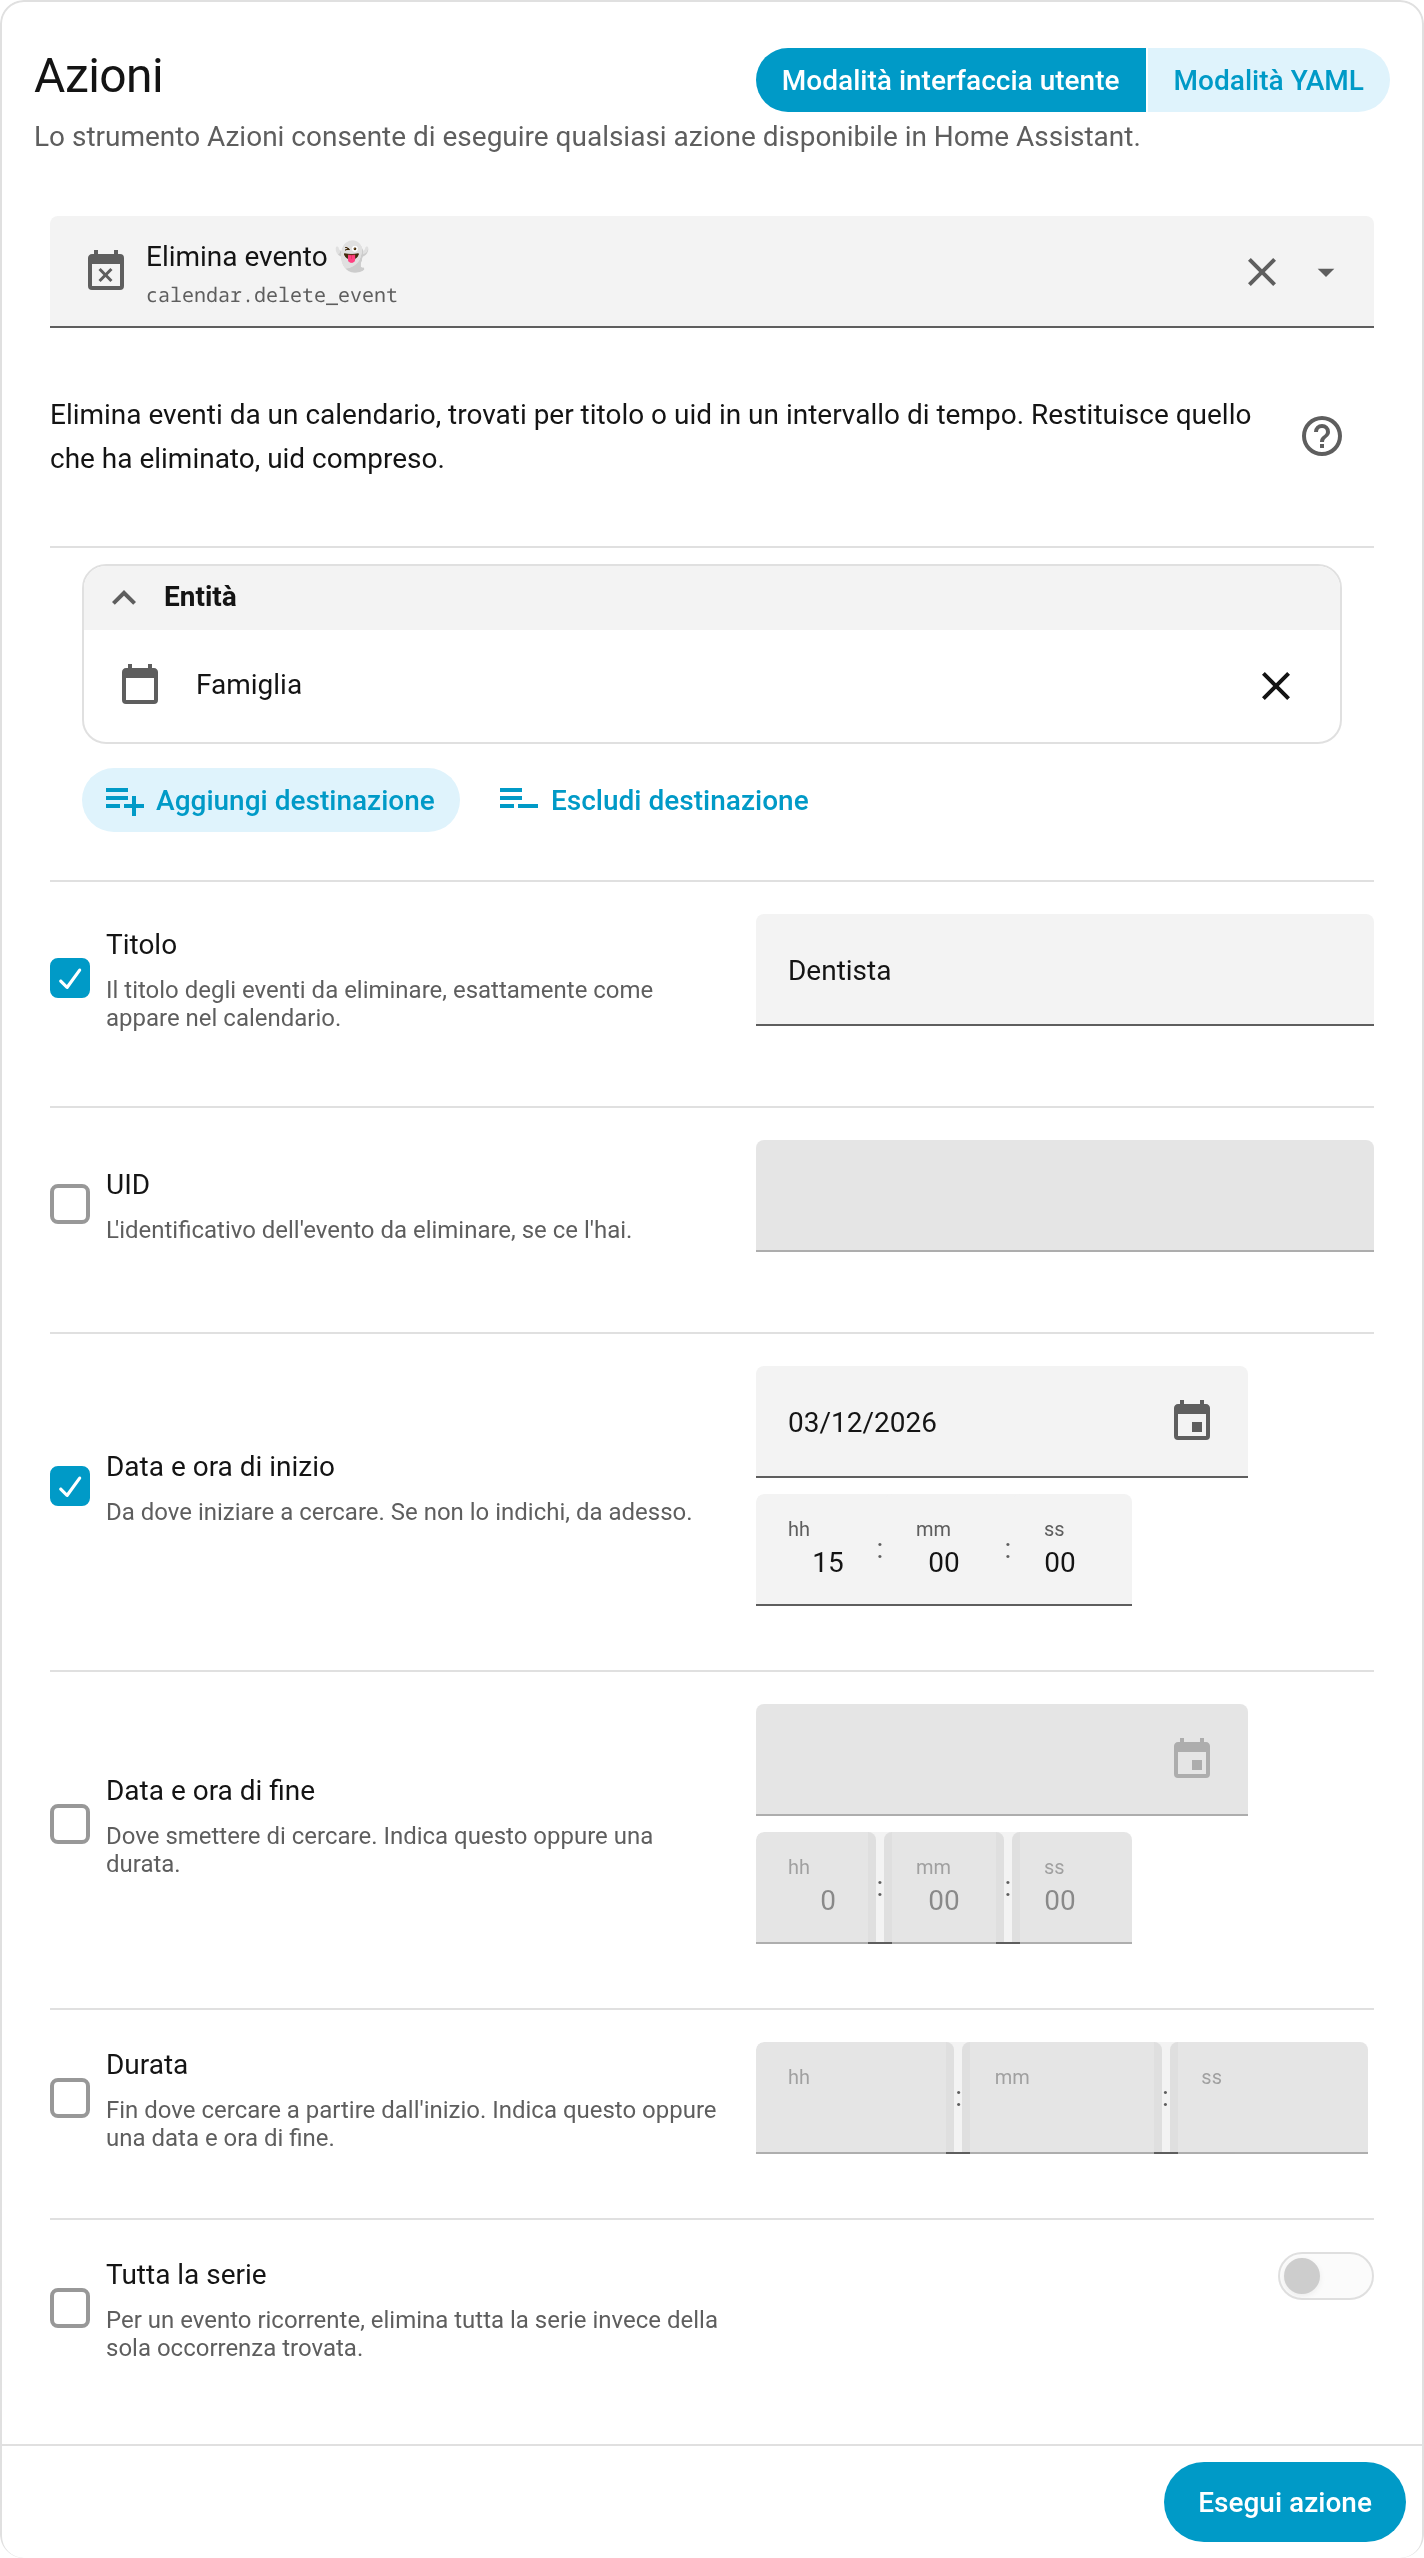 Azioni
Modalità interfaccia utente
Modalità YAML
Lo strumento Azioni consente di eseguire qualsiasi azione disponibile in Home Assistant.
Elimina evento 👻
calendar.delete_event
Elimina eventi da un calendario, trovati per titolo o uid in un intervallo di tempo. Restituisce quello
che ha eliminato, uid compreso.
Entità
Famiglia
Aggiungi destinazione
Escludi destinazione
Titolo
Il titolo degli eventi da eliminare, esattamente come
appare nel calendario.
Dentista
UID
L'identificativo dell'evento da eliminare, se ce l'hai.
Data e ora di inizio
Da dove iniziare a cercare. Se non lo indichi, da adesso.
03/12/2026
hh : mm : ss
15 00 00
Data e ora di fine
Dove smettere di cercare. Indica questo oppure una
durata.
hh : mm : ss
0 00 00
Durata
Fin dove cercare a partire dall'inizio. Indica questo oppure
una data e ora di fine.
hh : mm : ss
Tutta la serie
Per un evento ricorrente, elimina tutta la serie invece della
sola occorrenza trovata.
Esegui azione